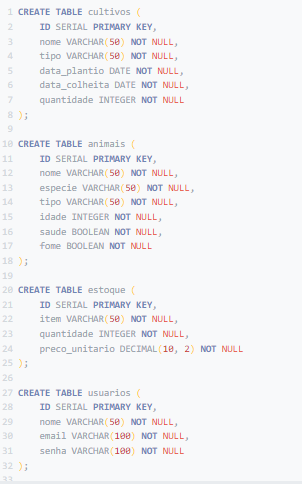 1 CREATE TABLE cultivos (
2 ID SERIAL PRIMARY KEY,
3 nome VARCHAR(50) NOT NULL,
4 tipo VARCHAR(50) NOT NULL,
5 data_plantio DATE NOT NULL,
6 data_colheita DATE NOT NULL,
7 quantidade INTEGER NOT NULL
8 );
9
10 CREATE TABLE animais (
11 ID SERIAL PRIMARY KEY,
12 nome VARCHAR(50) NOT NULL,
13 especie VARCHAR(50) NOT NULL,
14 tipo VARCHAR(50) NOT NULL,
15 idade INTEGER NOT NULL,
16 saude BOOLEAN NOT NULL,
17 fome BOOLEAN NOT NULL
18 );
19
20 CREATE TABLE estoque (
21 ID SERIAL PRIMARY KEY,
22 item VARCHAR(50) NOT NULL,
23 quantidade INTEGER NOT NULL,
24 preco_unitario DECIMAL(10, 2) NOT NULL
25 );
26
27 CREATE TABLE usuarios (
28 ID SERIAL PRIMARY KEY,
29 nome VARCHAR(50) NOT NULL,
30 email VARCHAR(100) NOT NULL,
31 senha VARCHAR(100) NOT NULL
32 );
33